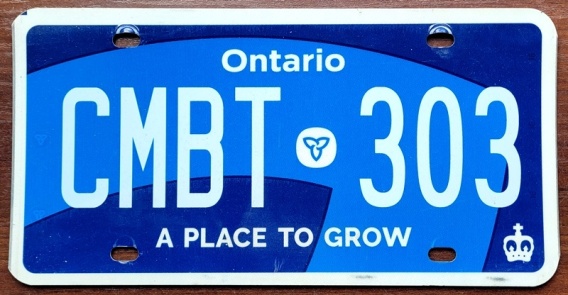 Ontario
CMBT 303
A PLACE TO GROW